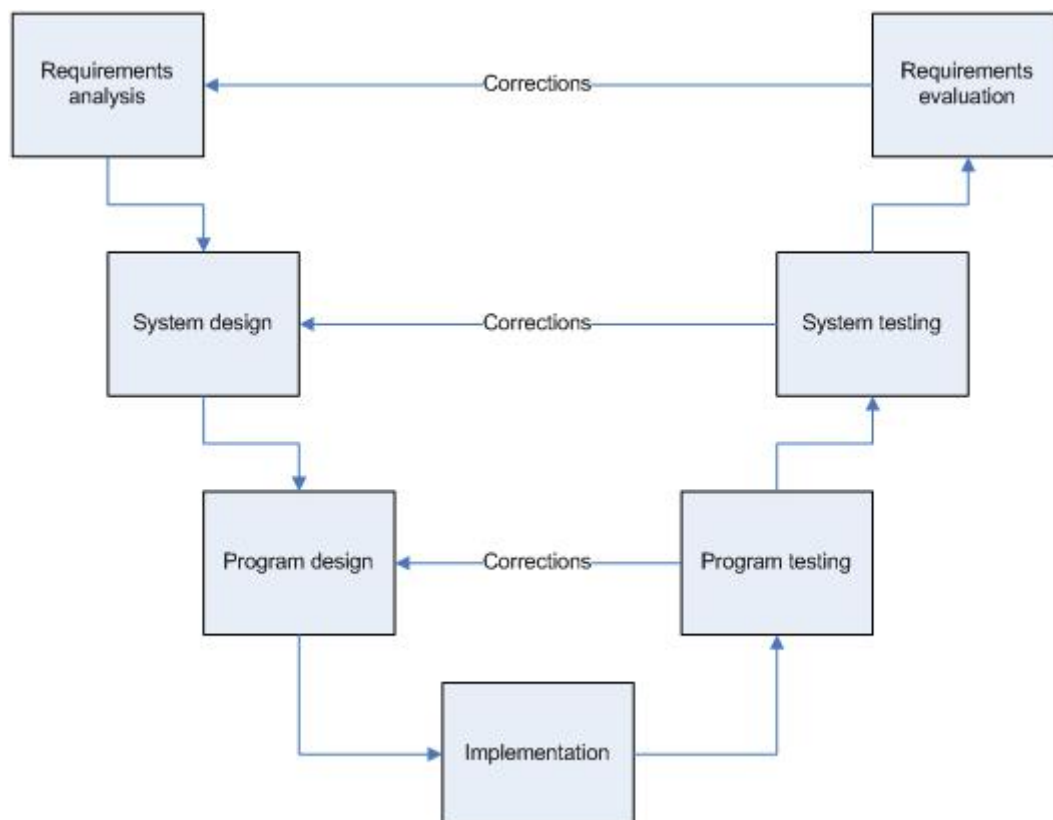 Requirements
analysis
Corrections
Requirements
evaluation
System design
Corrections
System testing
Program design
Corrections
Program testing
Implementation